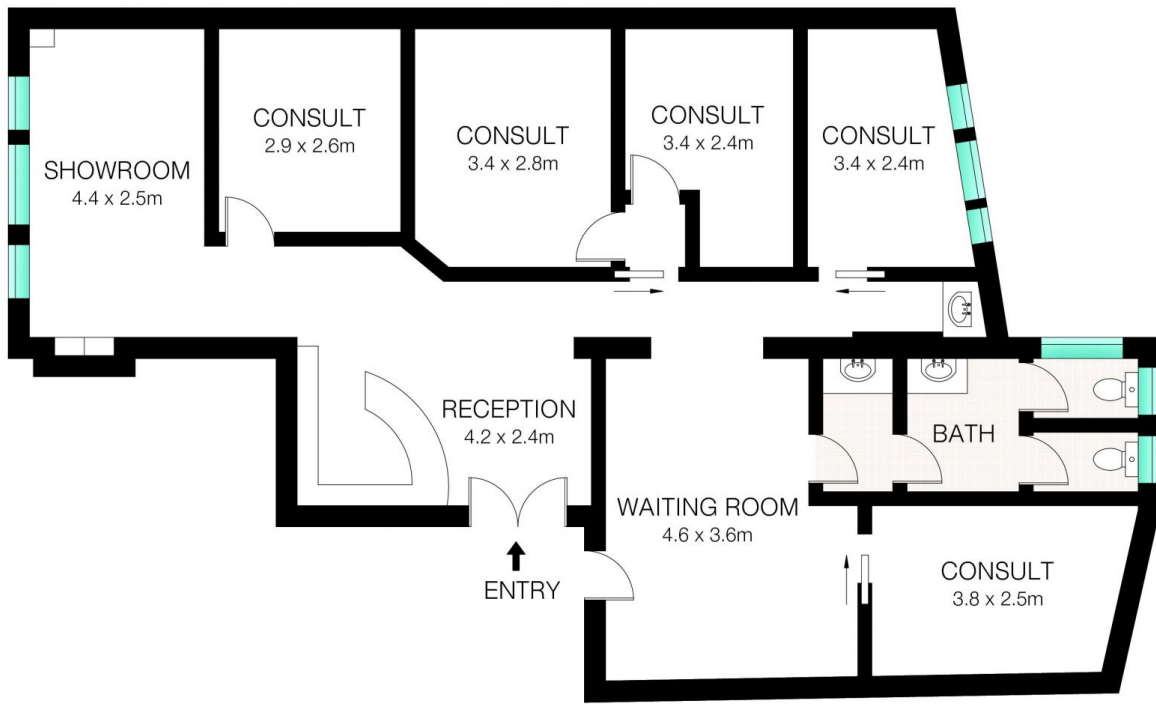 SHOWROOM
4.4 x 2.5m
CONSULT
2.9 x 2.6m
CONSULT
3.4 x 2.8m
CONSULT
3.4 x 2.4m
CONSULT
3.4 x 2.4m
RECEPTION
4.2 x 2.4m
BATH
WAITING ROOM
4.6 x 3.6m
CONSULT
3.8 x 2.5m
ENTRY